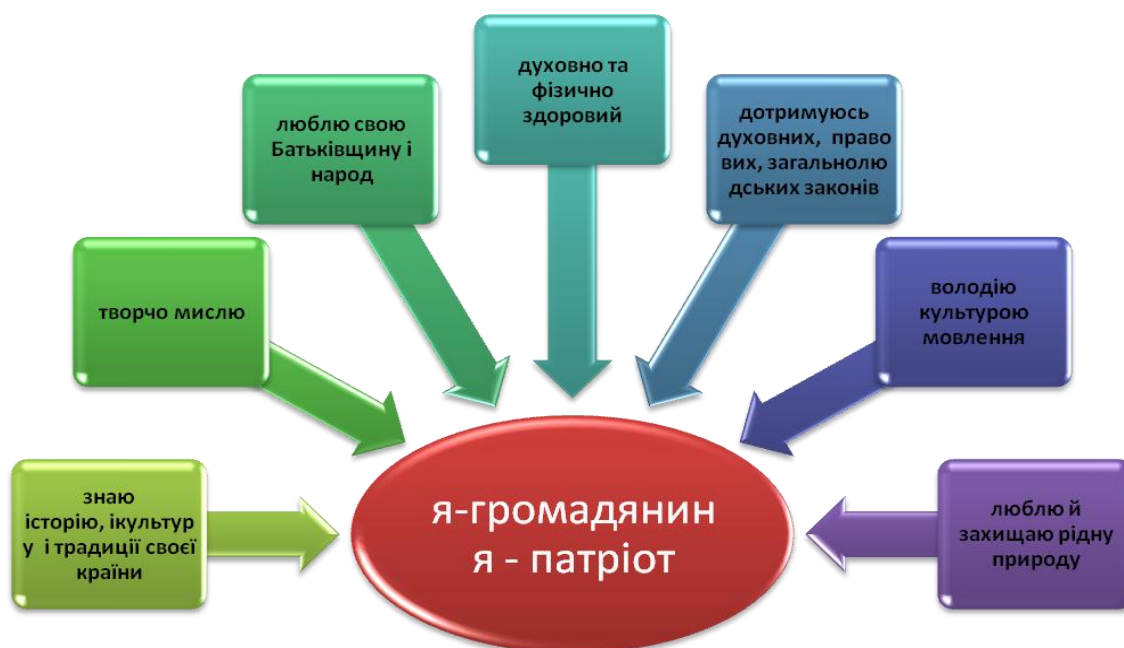 знаю
історію, ікультур
у і традиції своєї
країни
творчо мислю
люблю свою
Батьківщину і
народ
духовно та
фізично
здоровий
дотримуюсь
духовних, право
вих, загальнолю
дських законів
володію
культурою
мовлення
люблю й
захищаю рідну
природу
я-громадянин
я - патріот